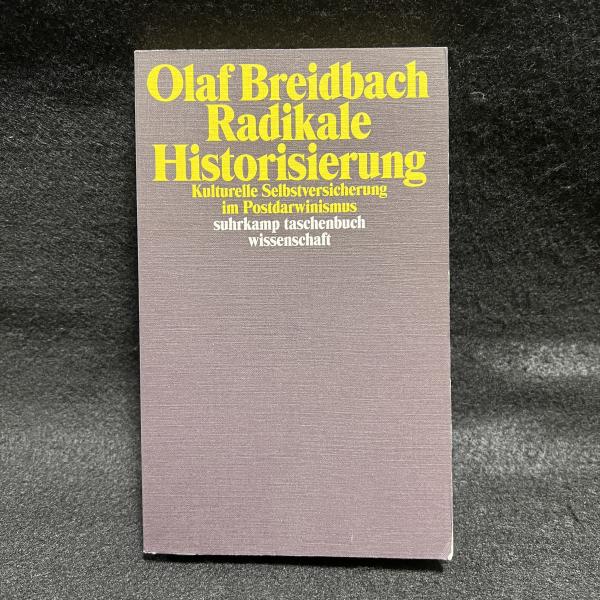 Olaf Breidbach
Radikale
Historisierung
Kulturelle Selbstversicherung
im Postdarwinismus
suhrkamp taschenbuch
wissenschaft